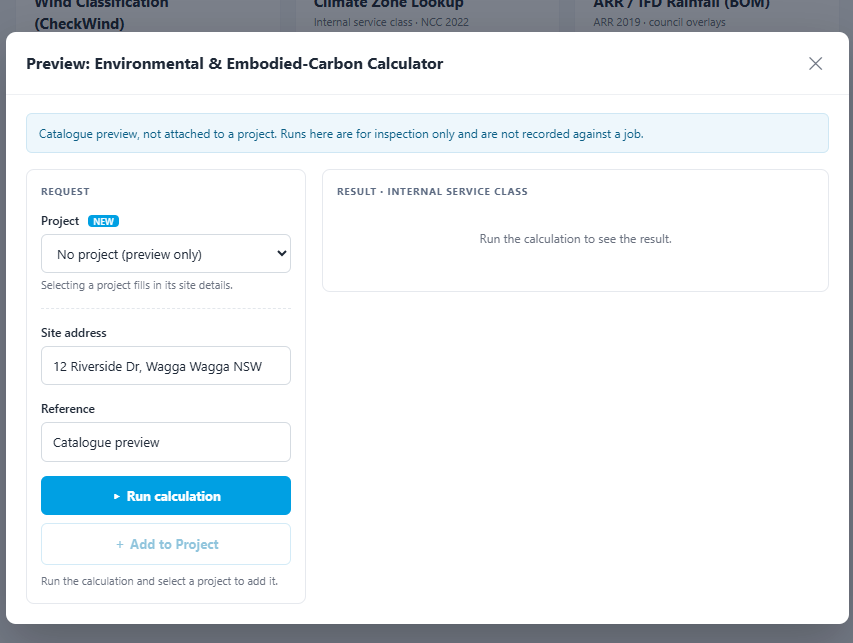 Wind Classification
(CheckWind)
Climate Zone Lookup
Internal service class · NCC 2022
ARR / IFD Rainfall (BOM)
ARR 2019 · council overlays
Preview: Environmental & Embodied-Carbon Calculator
Catalogue preview, not attached to a project. Runs here are for inspection only and are not recorded against a job.
REQUEST
Project NEW
No project (preview only)
Selecting a project fills in its site details.
Site address
12 Riverside Dr, Wagga Wagga NSW
Reference
Catalogue preview
▸ Run calculation
+ Add to Project
Run the calculation and select a project to add it.
RESULT · INTERNAL SERVICE CLASS
Run the calculation to see the result.